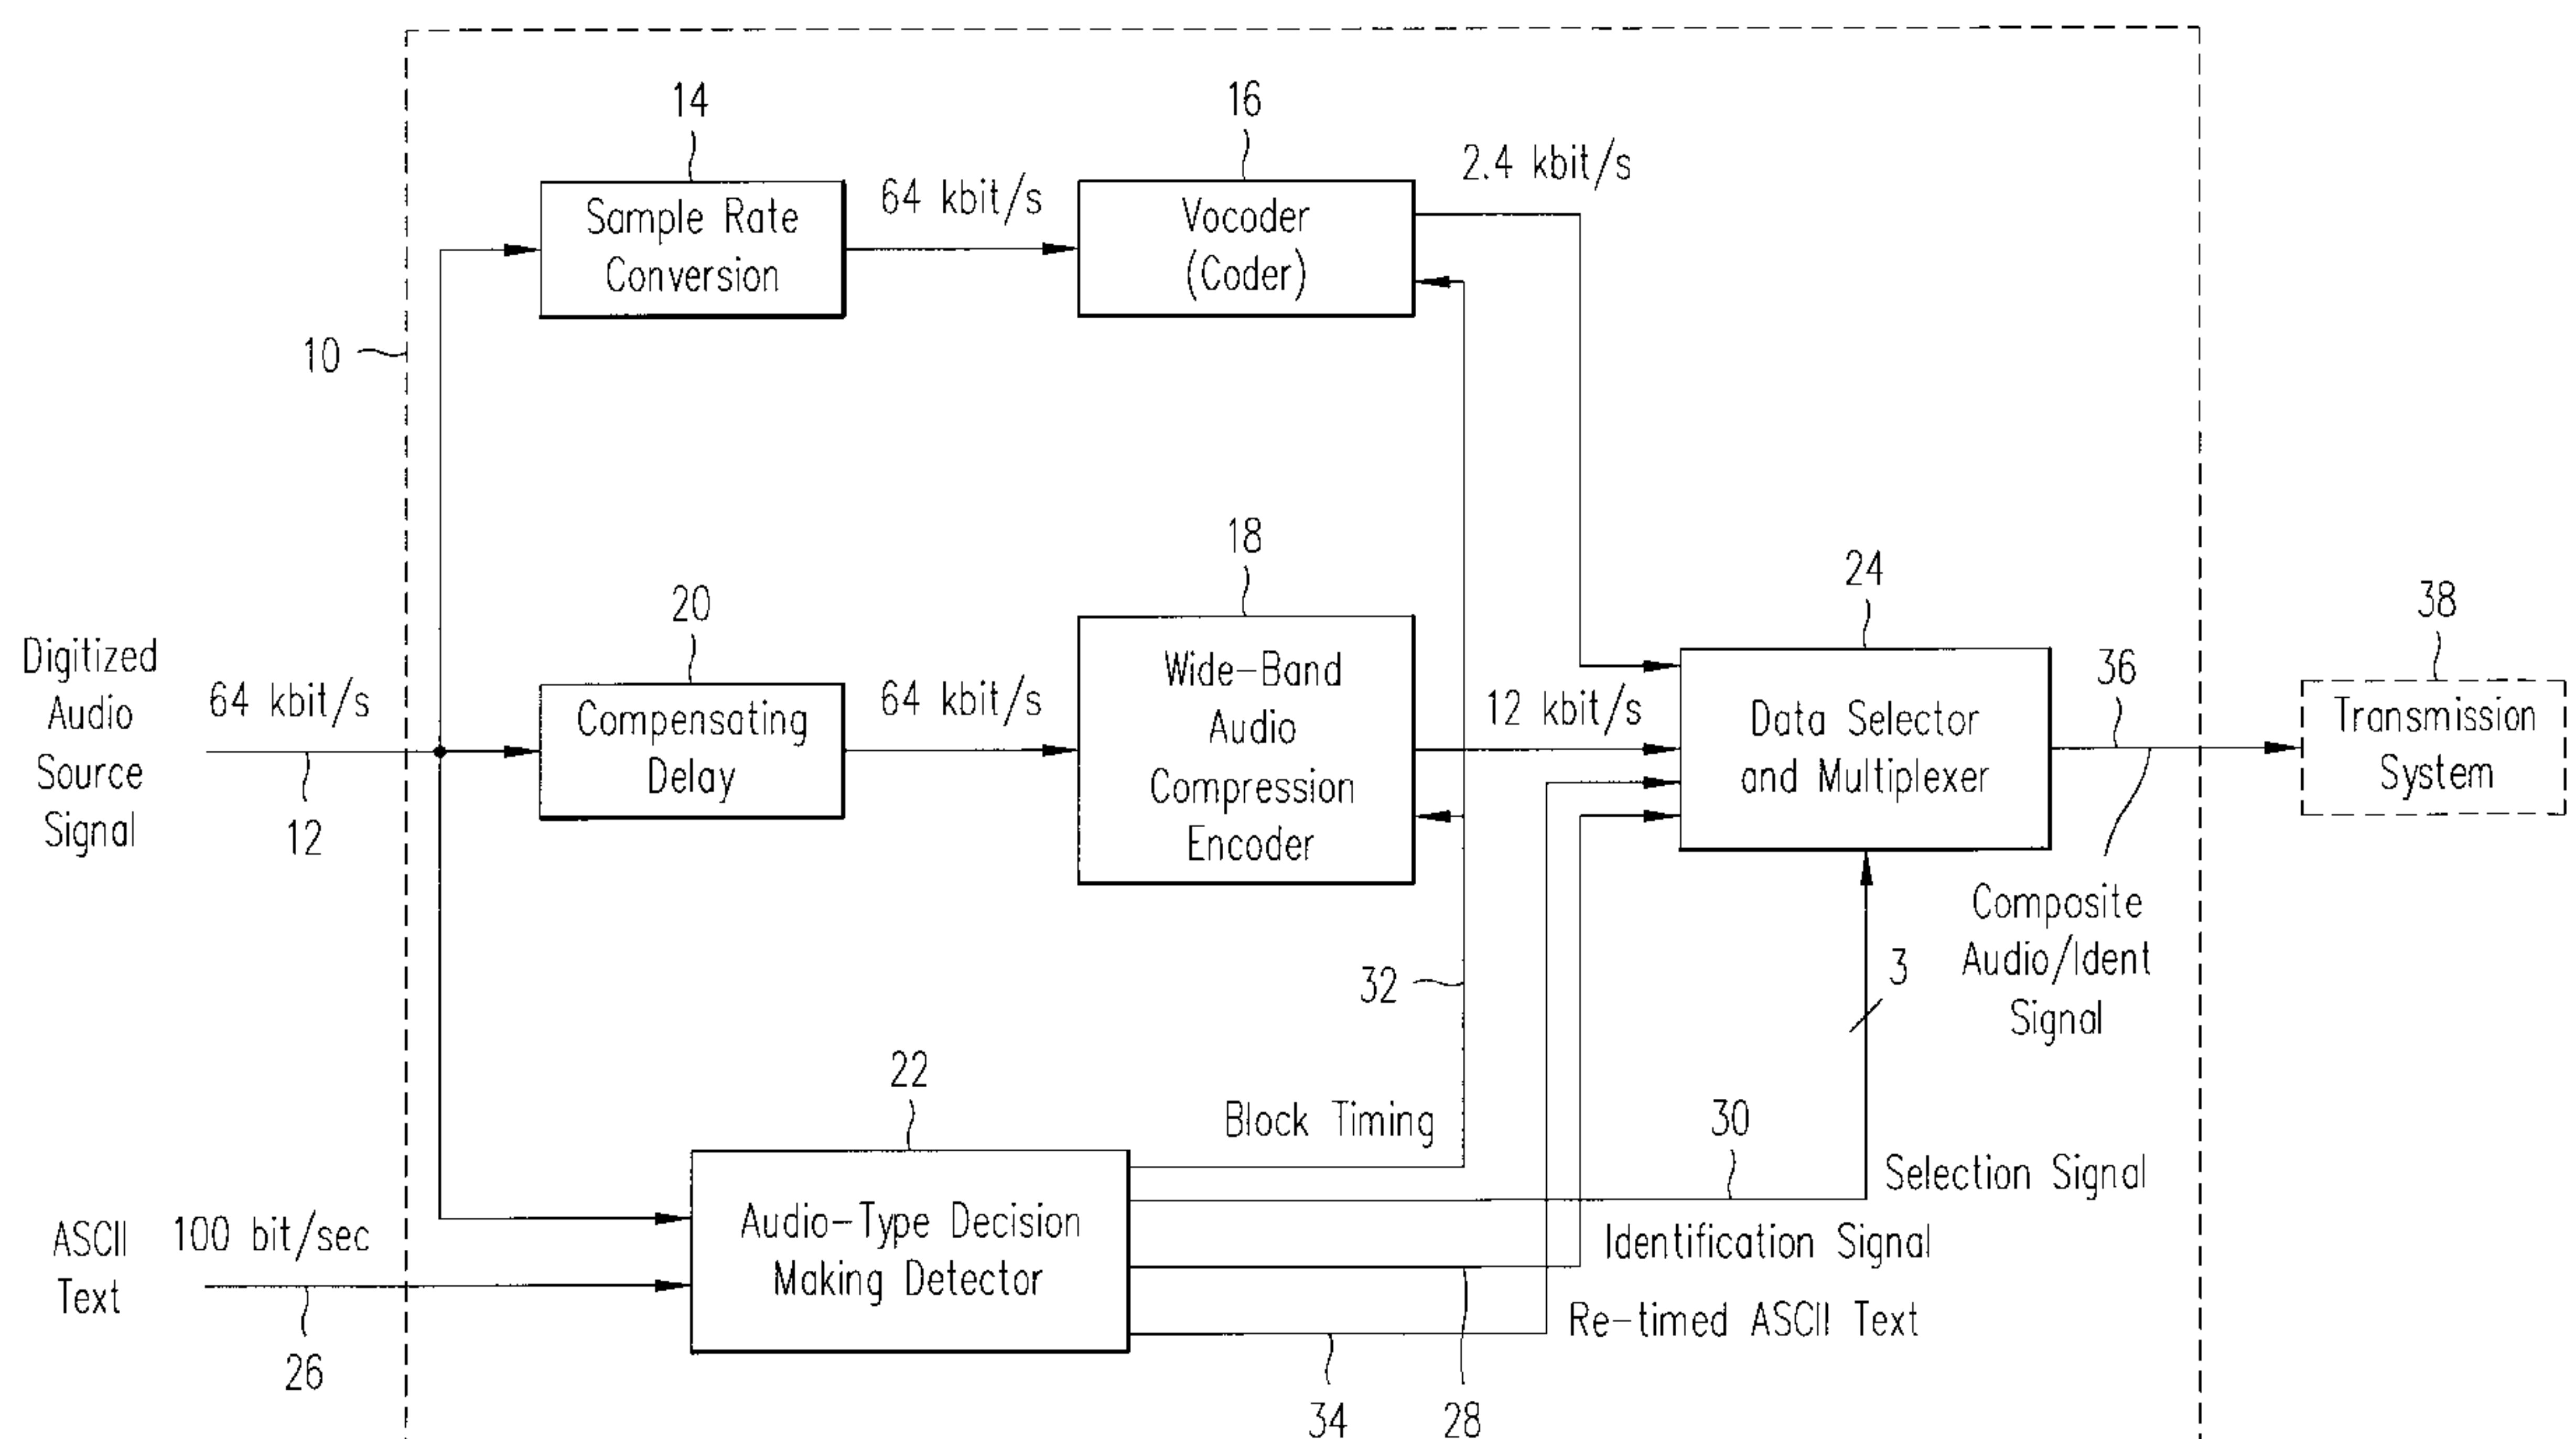 14
16
2.4 kbit/s
Sample Rate
Conversion
64 kbit/s
Vocoder
(Coder)
10
18
24
20
38
Digitized
Audio
Source
Signal
64 kbit/s
12
Compensating
Delay
64 kbit/s
Wide-Band
Audio
Compression
Encoder
12 kbit/s
Data Selector
and Multiplexer
36
Transmission
System
Composite
Audio/Ident
Signal
32
3
22
Block Timing
30
Selection Signal
ASCII
Text
100 bit/sec
26
Audio-Type Decision
Making Detector
Identification Signal
Re-timed ASCII Text
34
28